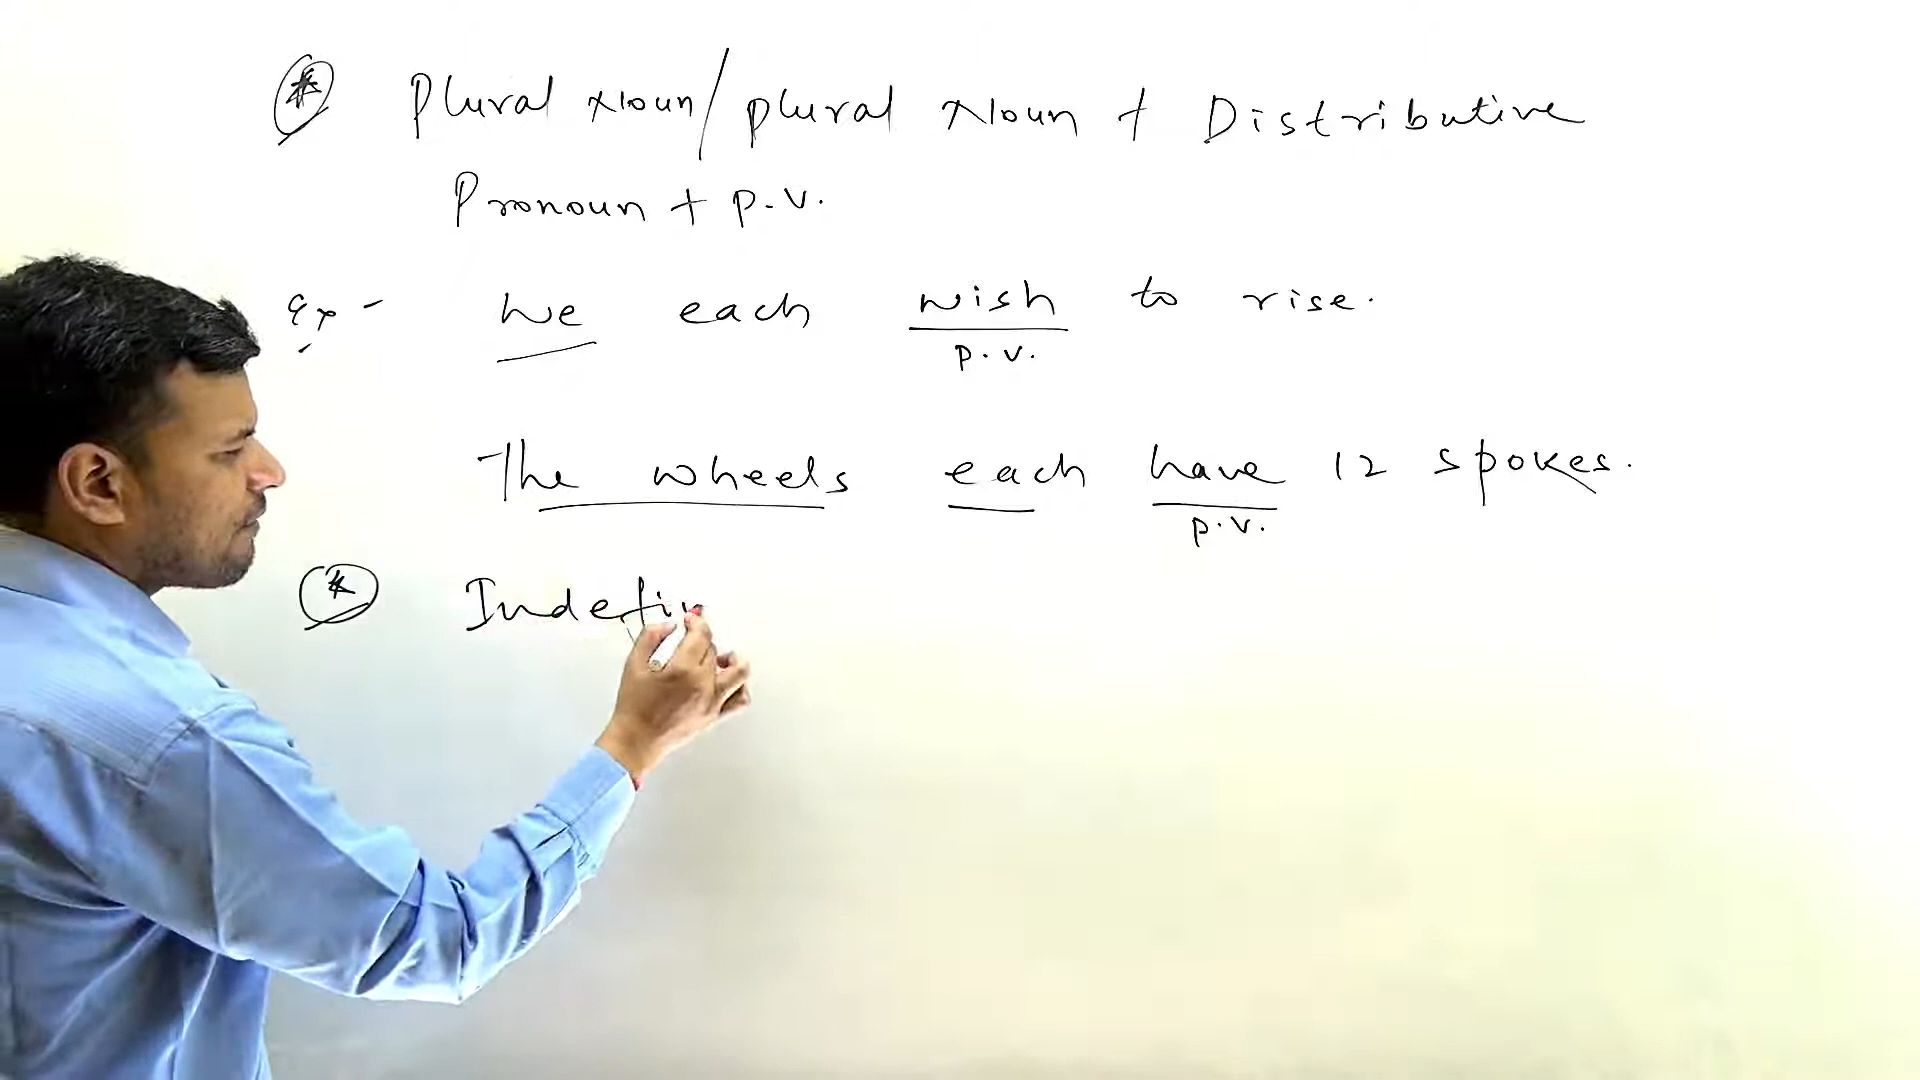 * Plural Noun/plural Noun + Distributive
Pronoun + P.V.
Ex - We each wish to rise.
P.V.
The wheels each have 12 spokes.
P.V.
* Indefin